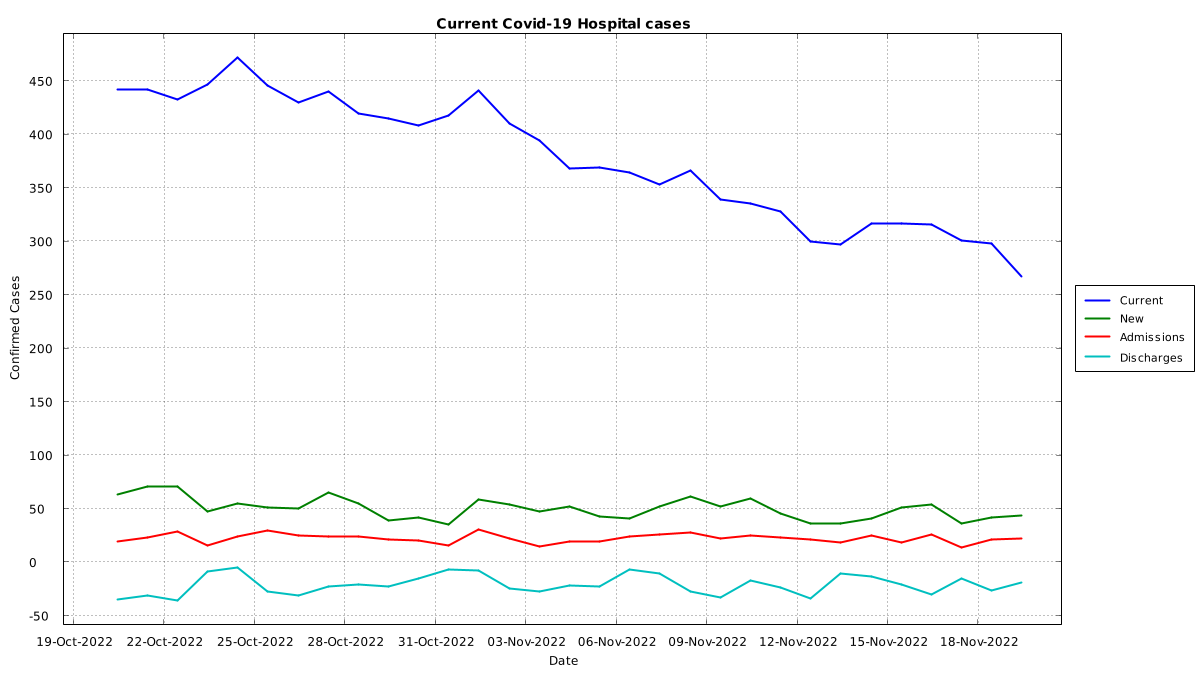 Current Covid-19 Hospital cases
450
400
350
300
250
200
150
100
50
0
-50
Confirmed Cases
19-Oct-2022 22-Oct-2022 25-Oct-2022 28-Oct-2022 31-Oct-2022 03-Nov-2022 06-Nov-2022 09-Nov-2022 12-Nov-2022 15-Nov-2022 18-Nov-2022
Date
Current
New
Admissions
Discharges